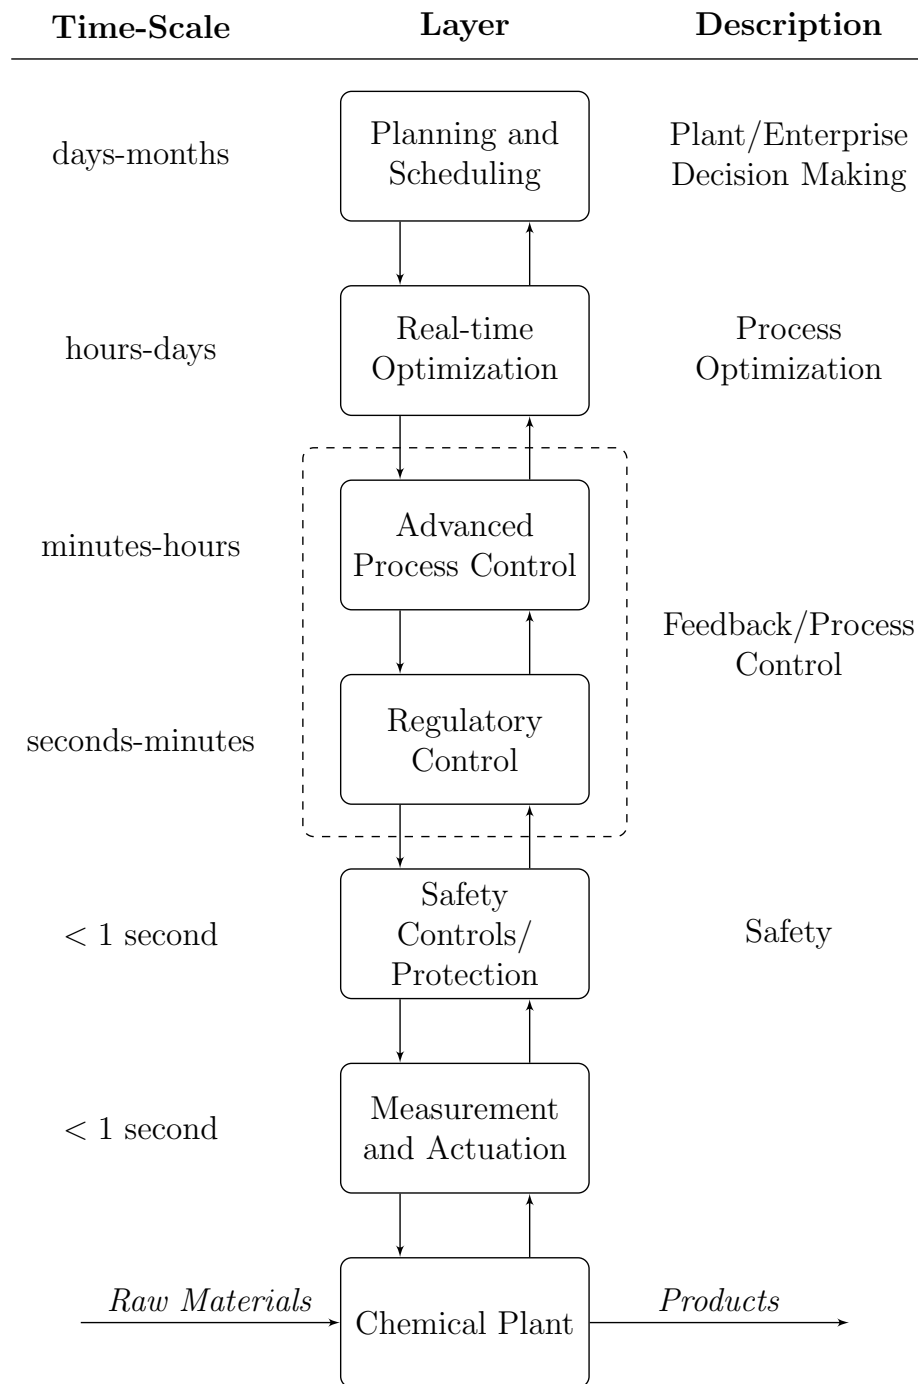 Time-Scale
Layer
Description
days-months
Planning and
Scheduling
Plant/Enterprise
Decision Making
hours-days
Real-time
Optimization
Process
Optimization
minutes-hours
Advanced
Process Control
Feedback/Process
Control
seconds-minutes
Regulatory
Control
< 1 second
Safety
Controls/
Protection
Safety
< 1 second
Measurement
and Actuation
Raw Materials
Chemical Plant
Products